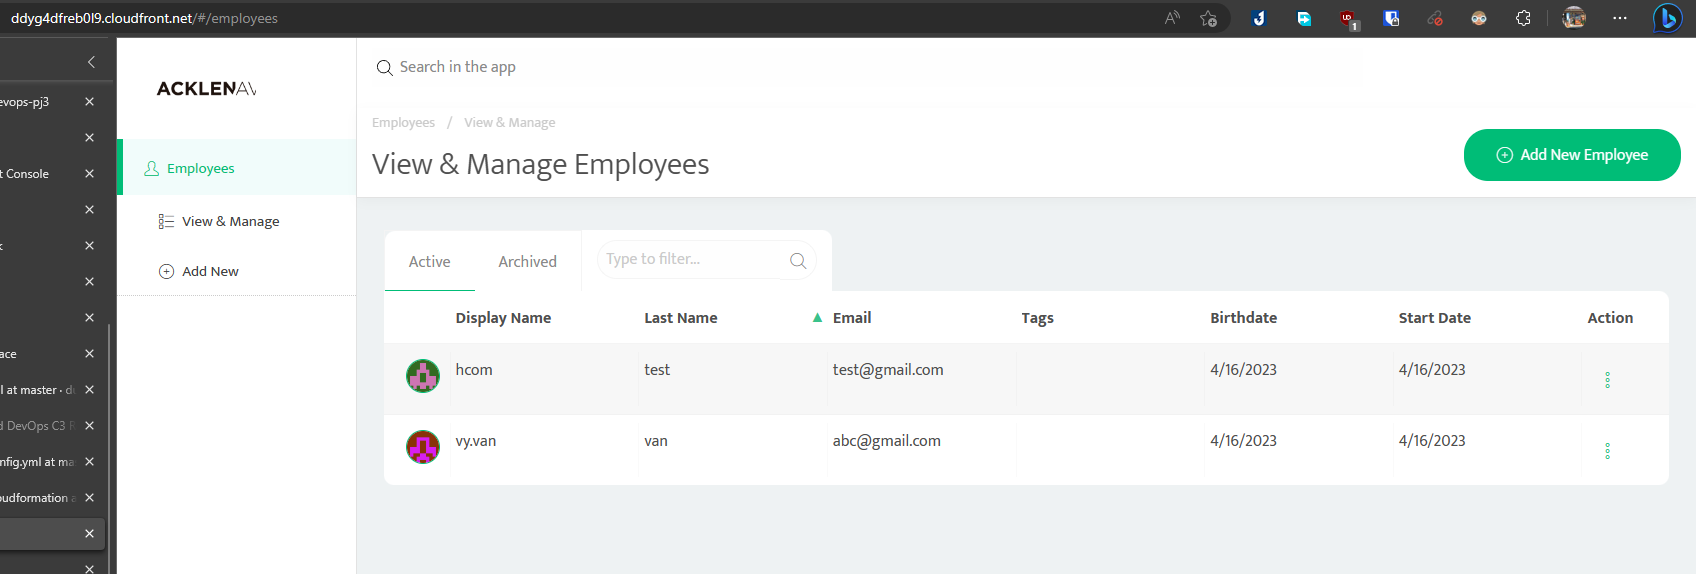 ddyg4dfreb0l9.cloudfront.net/#/employees
1
evops-pj3
t Console
ace
l at master · d
d DevOps C3 R
nfig.yml at ma
oudformation a
ACKLENAV
Employees
View & Manage
Add New
Search in the app
Employees / View & Manage
View & Manage Employees
Add New Employee
Active Archived Type to filter...
Display Name Last Name Email Tags Birthdate Start Date Action
hcom test test@gmail.com 4/16/2023 4/16/2023
vy.van van abc@gmail.com 4/16/2023 4/16/2023